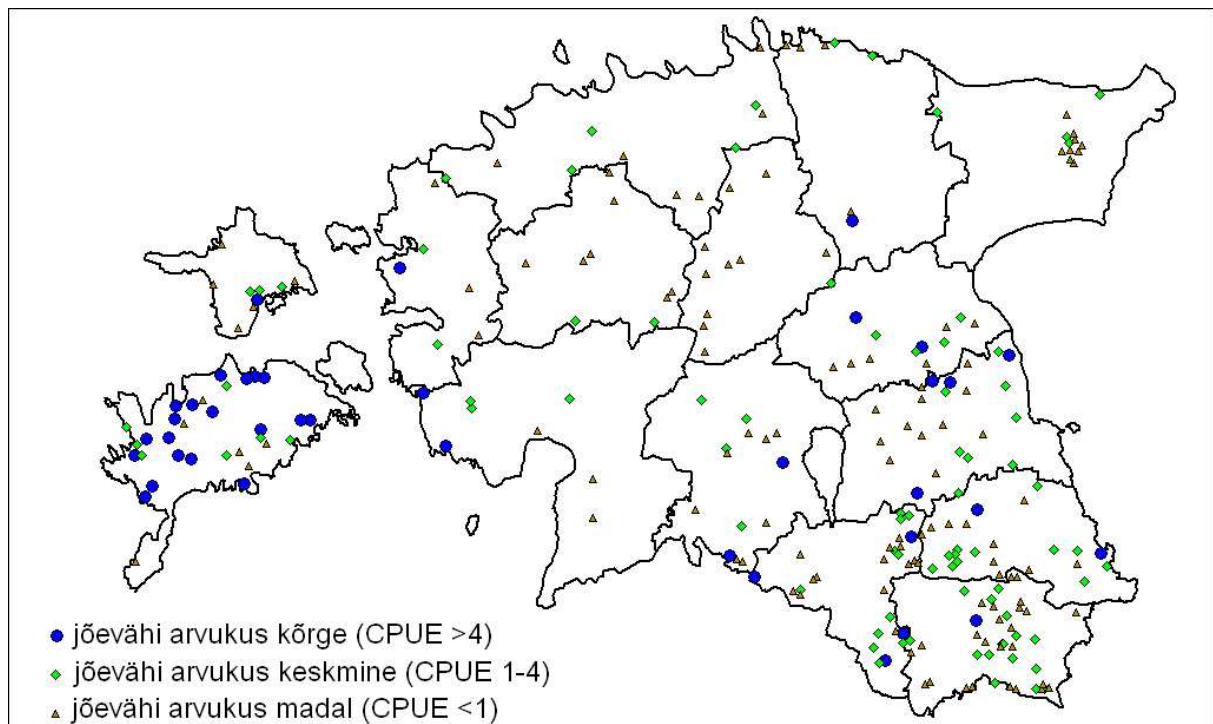 jõevähi arvukus kõrge (CPUE >4)
jõevähi arvukus keskmine (CPUE 1-4)
jõevähi arvukus madal (CPUE <1)